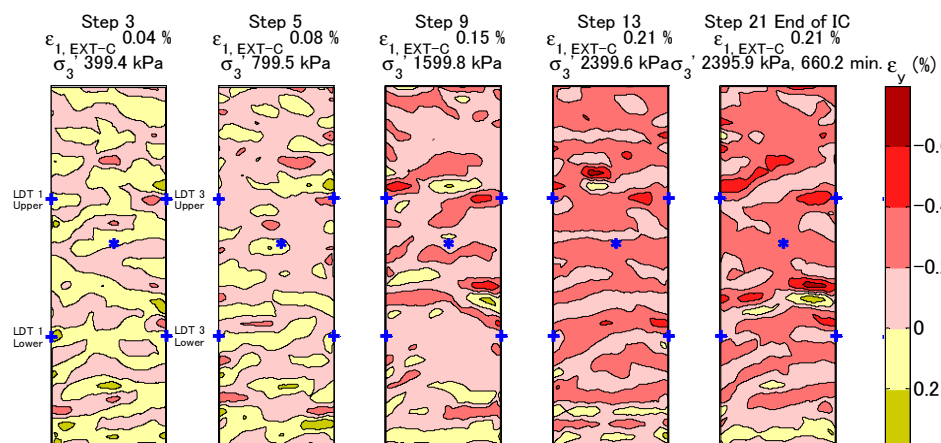 Step 3
ε1, EXT-C 0.04 %
σ3' 399.4 kPa
Step 5
ε1, EXT-C 0.08 %
σ3' 799.5 kPa
Step 9
ε1, EXT-C 0.15 %
σ3' 1599.8 kPa
Step 13
ε1, EXT-C 0.21 %
σ3' 2399.6 kPa
Step 21 End of IC
ε1, EXT-C 0.21 %
σ3' 2395.9 kPa, 660.2 min.
εy (%)
LDT 1
Upper
LDT 3
Upper
LDT 1
Lower
LDT 3
Lower
0
0.2